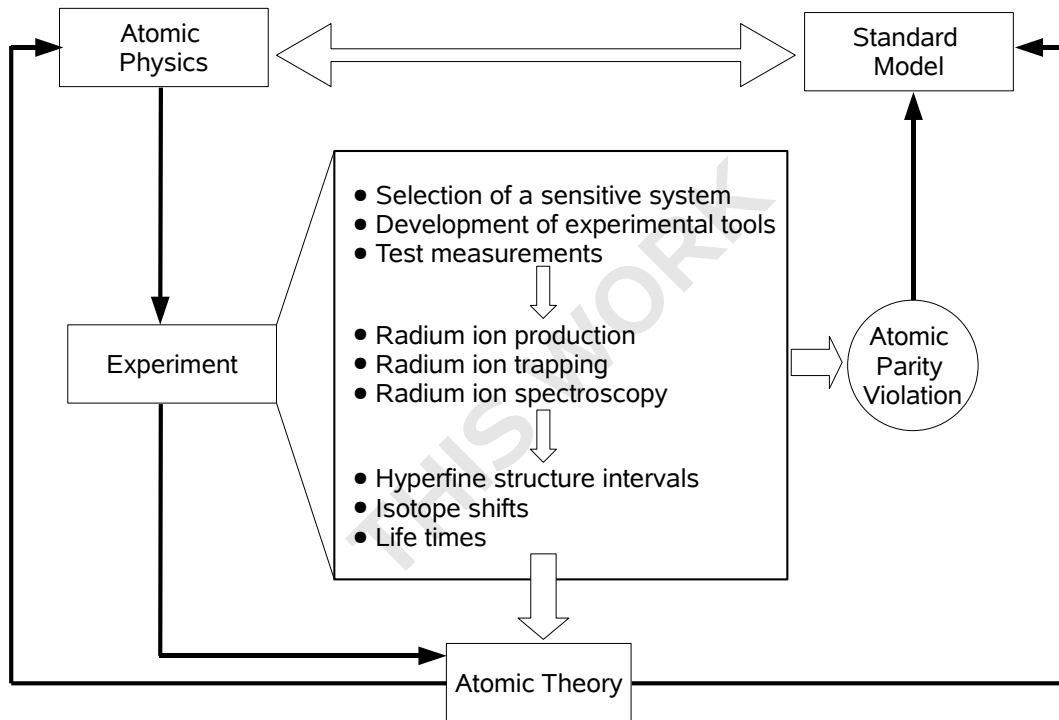 Atomic
Physics
Standard
Model
THIS WORK
● Selection of a sensitive system
● Development of experimental tools
● Test measurements
● Radium ion production
● Radium ion trapping
● Radium ion spectroscopy
● Hyperfine structure intervals
● Isotope shifts
● Life times
Experiment
Atomic
Parity
Violation
Atomic Theory